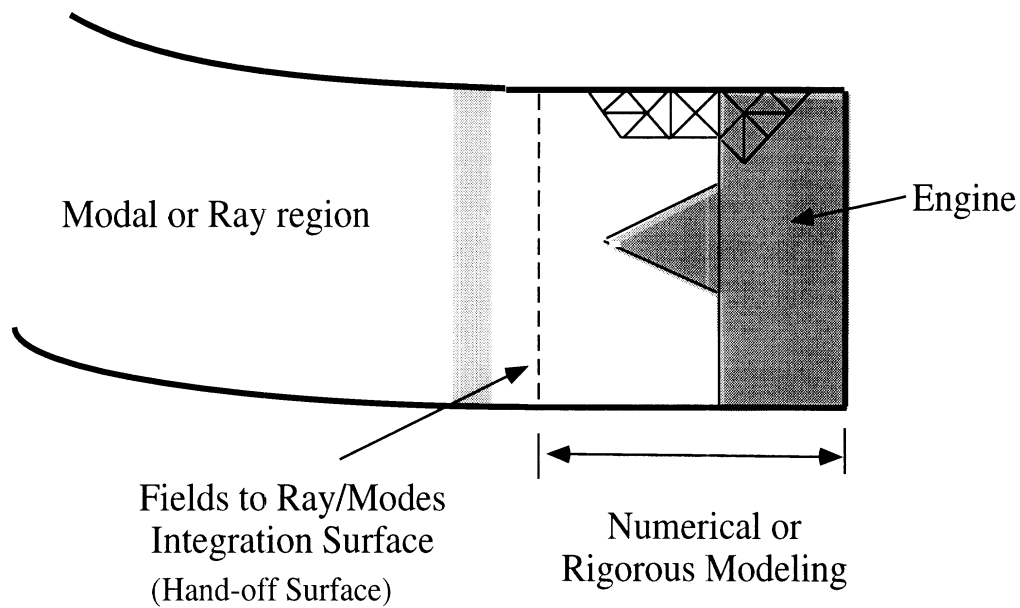 Modal or Ray region
Engine
Fields to Ray/Modes
Integration Surface
(Hand-off Surface)
Numerical or
Rigorous Modeling